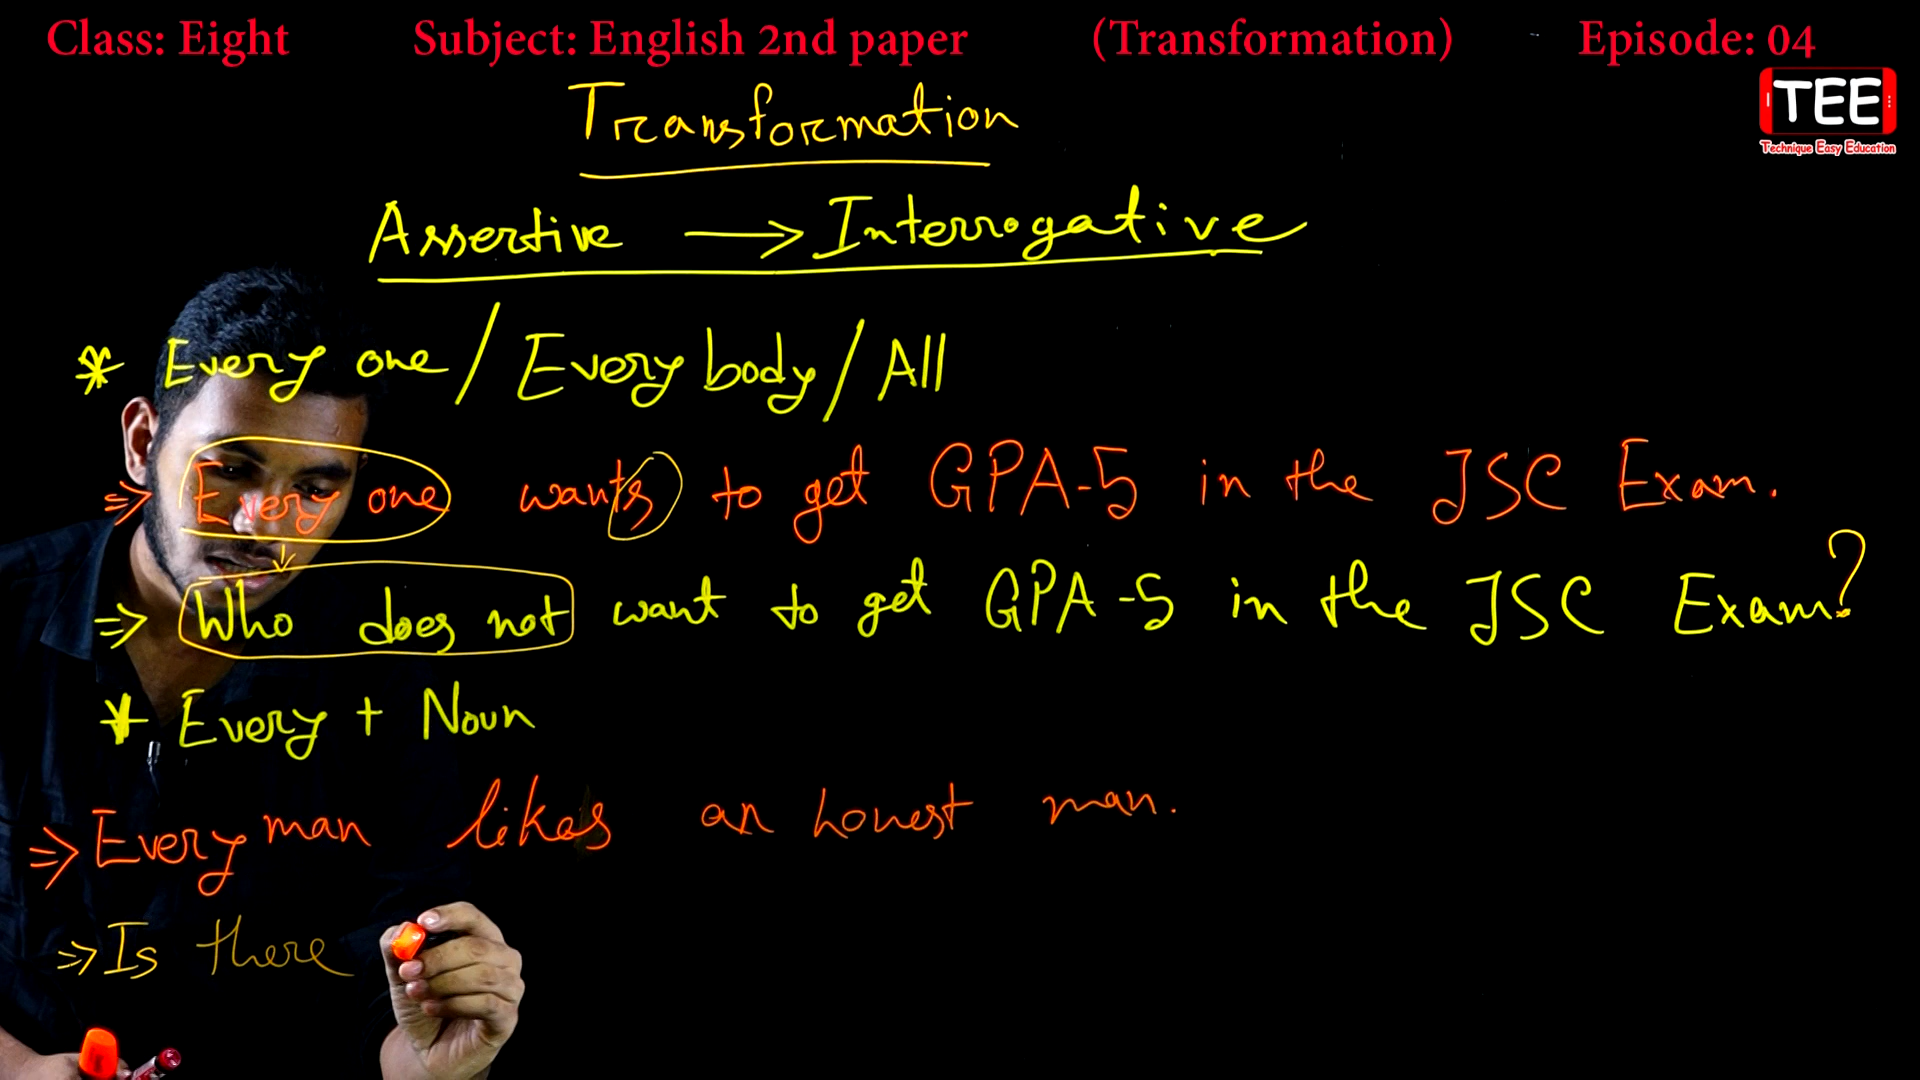 Class: Eight Subject: English 2nd paper (Transformation) Episode: 04
TEE
Technique Easy Education
Transformation
Assertive → Interrogative
* Every one / Every body / All
⇒ Every one wants to get GPA-5 in the JSC Exam.
⇒ Who does not want to get GPA-5 in the JSC Exam?
* Every + Noun
⇒ Every man likes an honest man.
⇒ Is there